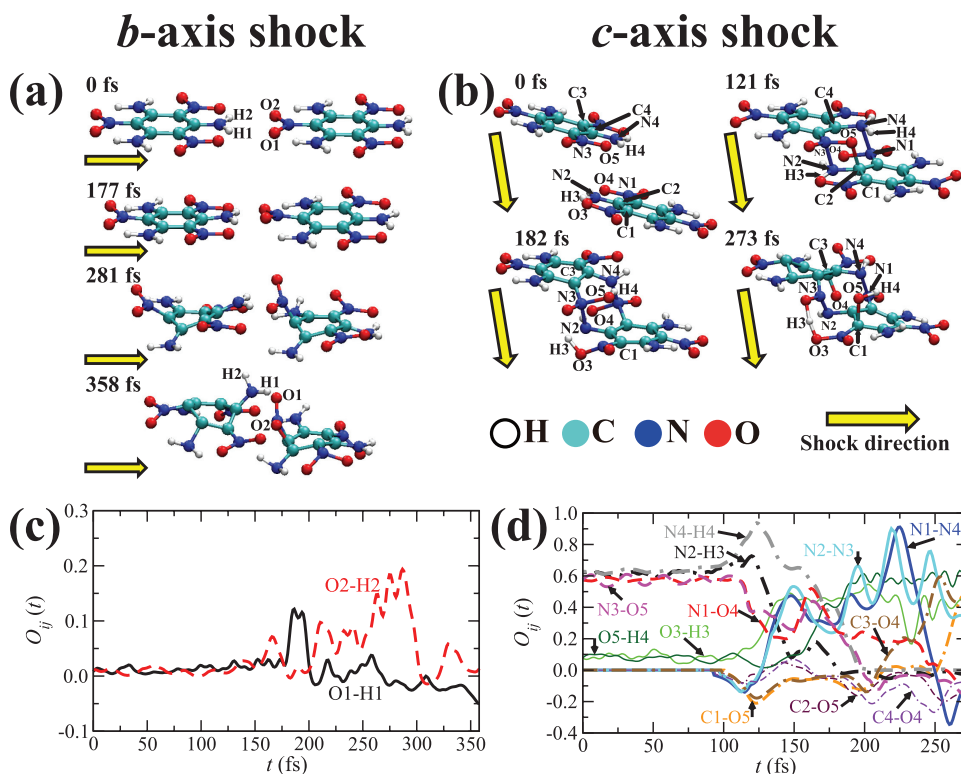 b-axis shock
c-axis shock
(a)
0 fs
O2
O1
H2
H1
177 fs
281 fs
358 fs
H2
H1
O1
O2
(b)
0 fs
C3
C4
N4
N3
O5
H4
N2
H3
O3
O4
N1
C2
C1
121 fs
C4
N4
O5
H4
N3
O4
N1
N2
H3
C2
C1
182 fs
C3
N4
N3
O5
H4
O4
N2
H3
O3
C1
273 fs
C3
N4
N1
N3
O5
H4
O4
N2
H3
O3
C1
H
C
N
O
Shock direction
(c)
0.3
0.2
0.1
0.0
-0.1
O_ij (t)
O2-H2
O1-H1
0 50 100 150 200 250 300 350
t (fs)
(d)
1.0
0.8
0.6
0.4
0.2
0.0
-0.2
-0.4
O_ij (t)
N4-H4
N2-H3
N2-N3
N1-N4
N3-O5
N1-O4
C3-O4
O5-H4
O3-H3
C1-O5
C2-O5
C4-O4
0 50 100 150 200 250
t (fs)